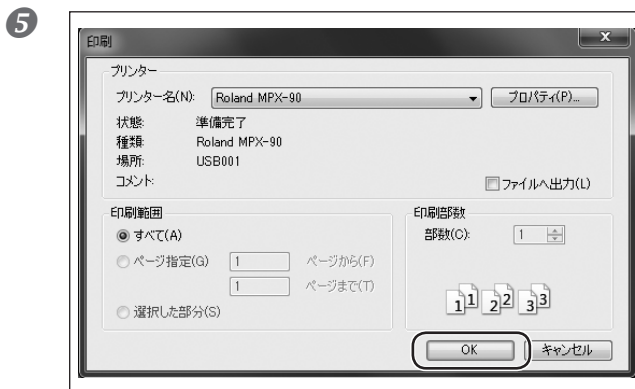 5
印刷
プリンター
プリンター名(N): Roland MPX-90 プロパティ(P)...
状態: 準備完了
種類: Roland MPX-90
場所: USB001
コメント: ファイルへ出力(L)
印刷範囲
すべて(A)
ページ指定(G) 1 ページから(F)
1 ページまで(T)
選択した部分(S)
印刷部数
部数(C): 1
1 1 2 2 3 3
OK キャンセル